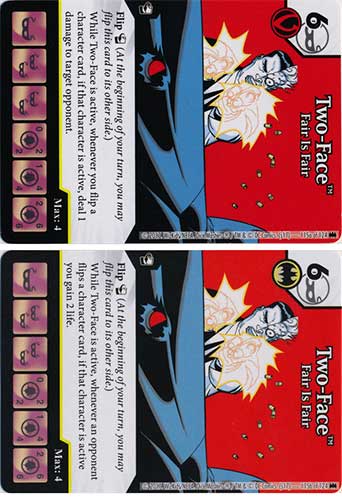 6
Two-Face™
Fair Is Fair
Flip (At the beginning of your turn, you may
flip this card to its other side.)
While Two-Face is active, whenever you flip a
character card, if that character is active, deal 1
damage to target opponent.
Max: 4
6
Two-Face™
Fair Is Fair
Flip (At the beginning of your turn, you may
flip this card to its other side.)
While Two-Face is active, whenever an opponent
flips a character card, if that character is active
you gain 2 life.
Max: 4